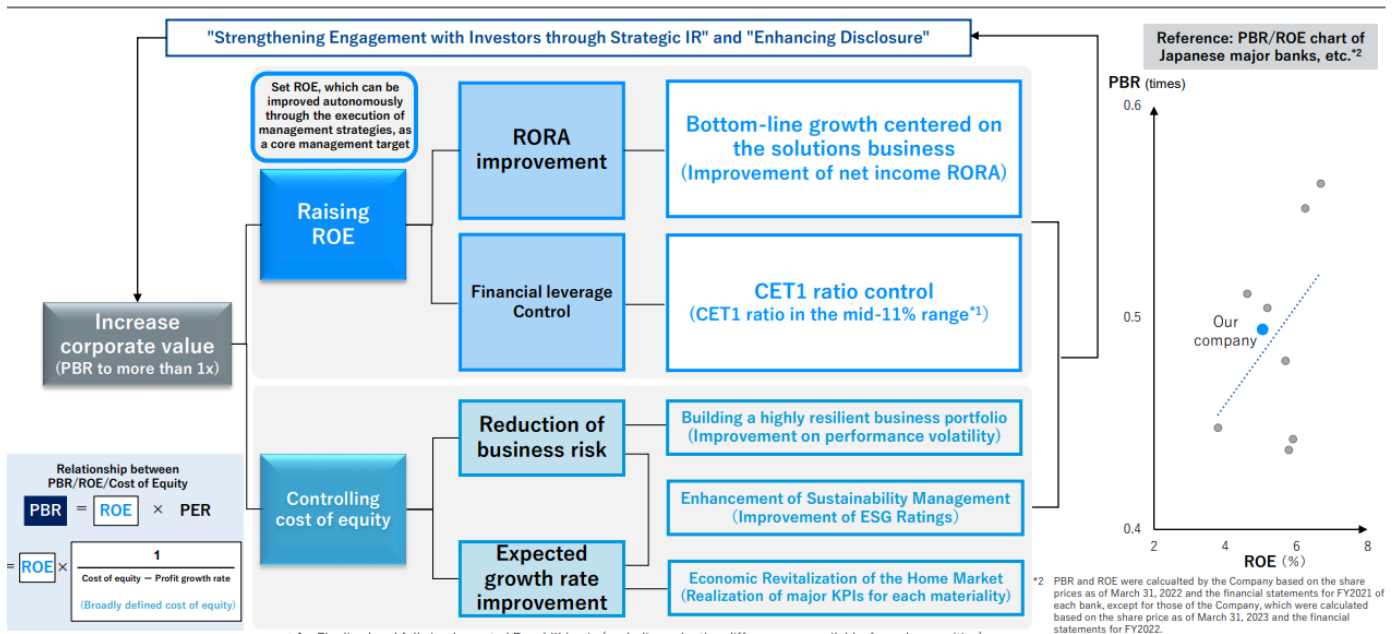 "Strengthening Engagement with Investors through Strategic IR" and "Enhancing Disclosure"
Set ROE, which can be
improved autonomously
through the execution of
management strategies, as
a core management target
Raising
ROE
RORA
improvement
Bottom-line growth centered on
the solutions business
(Improvement of net income RORA)
Financial leverage
Control
CET1 ratio control
(CET1 ratio in the mid-11% range*1)
Increase
corporate value
(PBR to more than 1x)
Controlling
cost of equity
Reduction of
business risk
Building a highly resilient business portfolio
(Improvement on performance volatility)
Enhancement of Sustainability Management
(Improvement of ESG Ratings)
Expected
growth rate
improvement
Economic Revitalization of the Home Market
(Realization of major KPIs for each materiality)
Relationship between
PBR/ROE/Cost of Equity
PBR = ROE × PER
= ROE ×
1
Cost of equity − Profit growth rate
(Broadly defined cost of equity)
Reference: PBR/ROE chart of
Japanese major banks, etc.*2
PBR (times)
0.6
0.5
0.4
Our
company
2 4 6 8
ROE (%)
*2 PBR and ROE were calcualted by the Company based on the share
prices as of March 31, 2022 and the financial statements for FY2021 of
each bank, except for those of the Company, which were calculated
based on the share price as of March 31, 2023 and the financial
statements for FY2022.